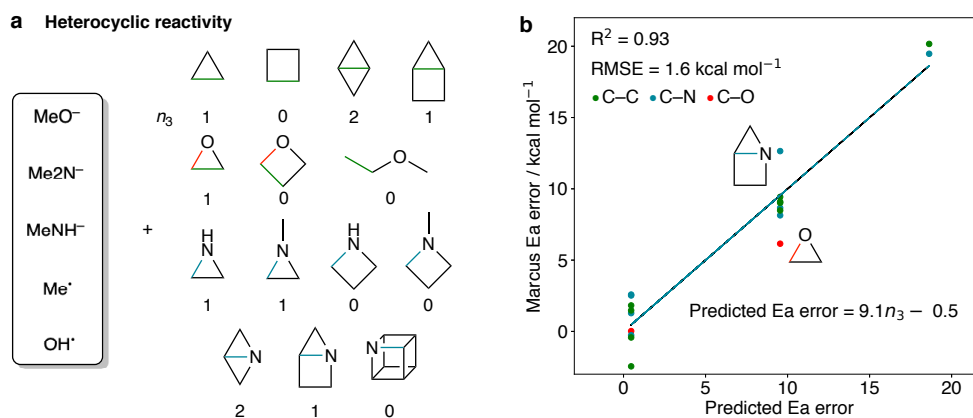 a Heterocyclic reactivity
MeO⁻
Me2N⁻
MeNH⁻
Me•
OH•
+
n₃ 1 0 2 1
O O O
1 0 0
H
N N H
N N
1 1 0 0
N N N
2 1 0
b
R² = 0.93
RMSE = 1.6 kcal mol⁻¹
C–C C–N C–O
N
O
Predicted Ea error = 9.1n₃ − 0.5
Marcus Ea error / kcal mol⁻¹
20
15
10
5
0
0 5 10 15 20
Predicted Ea error